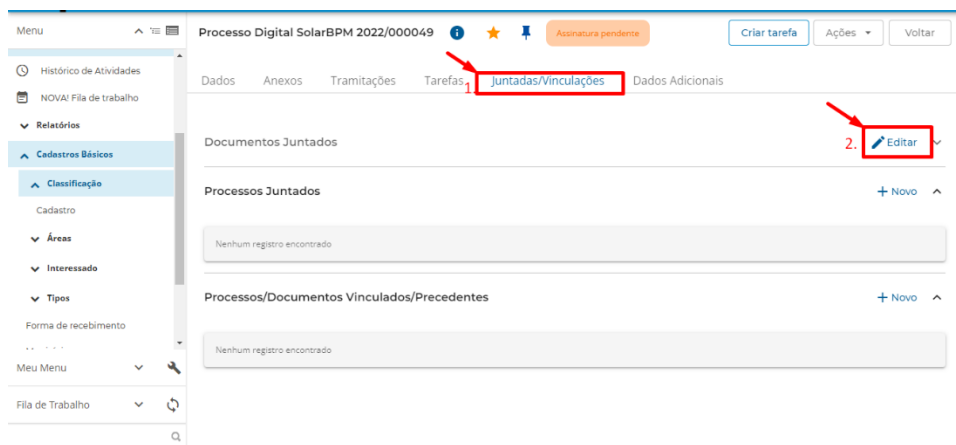 Menu
Processo Digital SolarBPM 2022/000049 Assinatura pendente Criar tarefa Ações Voltar
Histórico de Atividades
NOVA! Fila de trabalho
Relatórios
Cadastros Básicos
Classificação
Cadastro
Áreas
Interessado
Tipos
Forma de recebimento
Meu Menu
Fila de Trabalho
Dados Anexos Tramitações Tarefas 1. Juntadas/Vinculações Dados Adicionais
Documentos Juntados 2. Editar
Processos Juntados + Novo
Nenhum registro encontrado
Processos/Documentos Vinculados/Precedentes + Novo
Nenhum registro encontrado